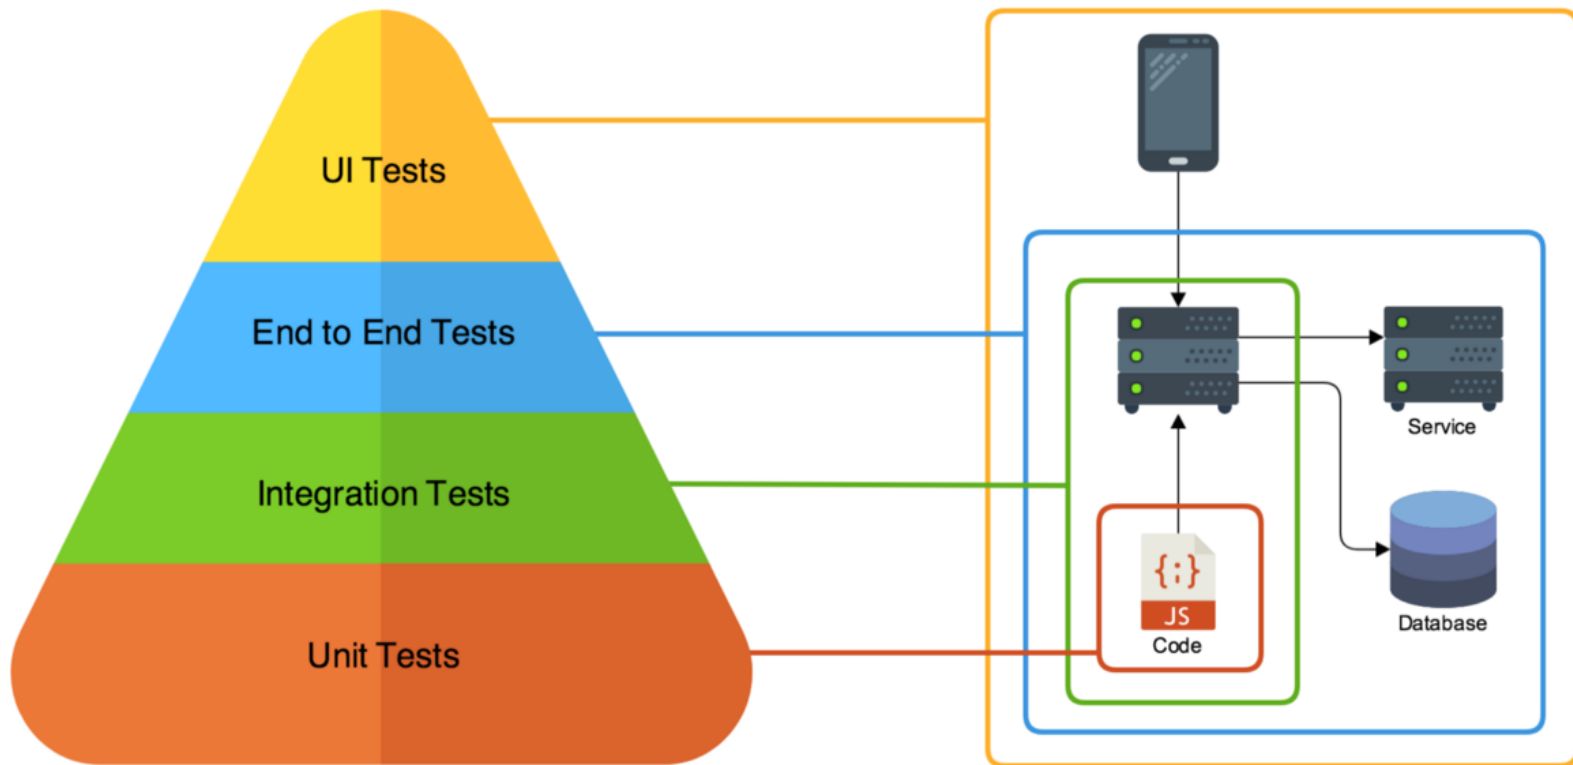 UI Tests
End to End Tests
Integration Tests
Unit Tests
Service
{;}
JS
Code
Database